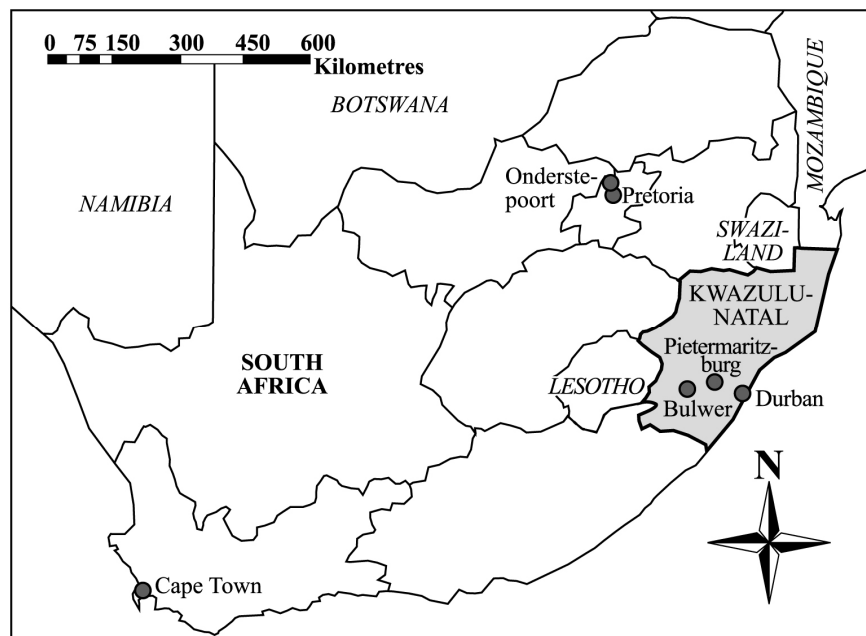 0 75 150 300 450 600
Kilometres
BOTSWANA
MOZAMBIQUE
NAMIBIA
Onderste-
poort
Pretoria
SWAZI-
LAND
KWAZULU-
NATAL
Pietermaritz-
burg
SOUTH
AFRICA
LESOTHO
Bulwer
Durban
N
Cape Town